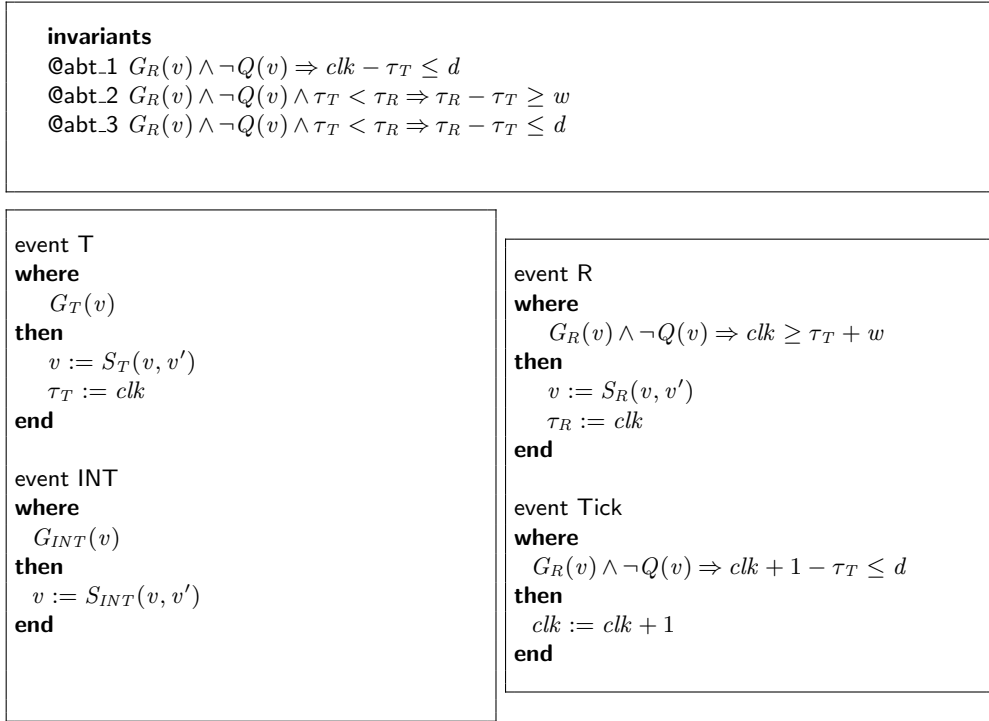 invariants
@abt_1 G_R(v) ∧ ¬Q(v) ⇒ clk − τ_T ≤ d
@abt_2 G_R(v) ∧ ¬Q(v) ∧ τ_T < τ_R ⇒ τ_R − τ_T ≥ w
@abt_3 G_R(v) ∧ ¬Q(v) ∧ τ_T < τ_R ⇒ τ_R − τ_T ≤ d
event T
where
G_T(v)
then
v := S_T(v, v′)
τ_T := clk
end
event INT
where
G_INT(v)
then
v := S_INT(v, v′)
end
event R
where
G_R(v) ∧ ¬Q(v) ⇒ clk ≥ τ_T + w
then
v := S_R(v, v′)
τ_R := clk
end
event Tick
where
G_R(v) ∧ ¬Q(v) ⇒ clk + 1 − τ_T ≤ d
then
clk := clk + 1
end